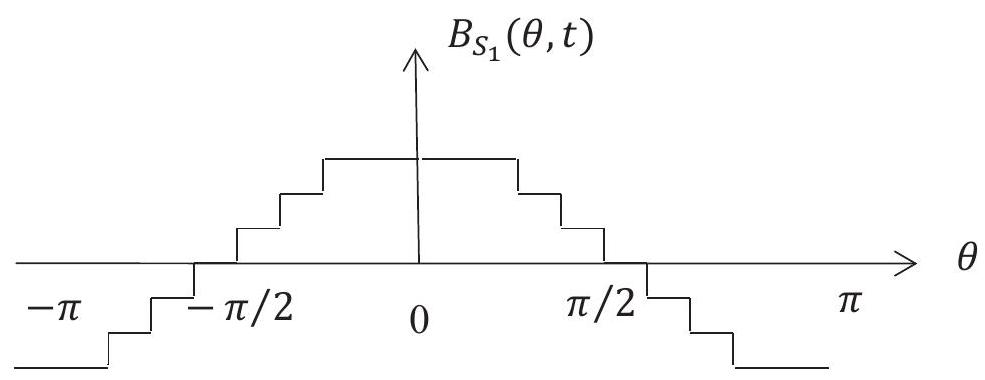 B_{S_1}(θ, t)
θ
−π
− π/2
0
π/2
π